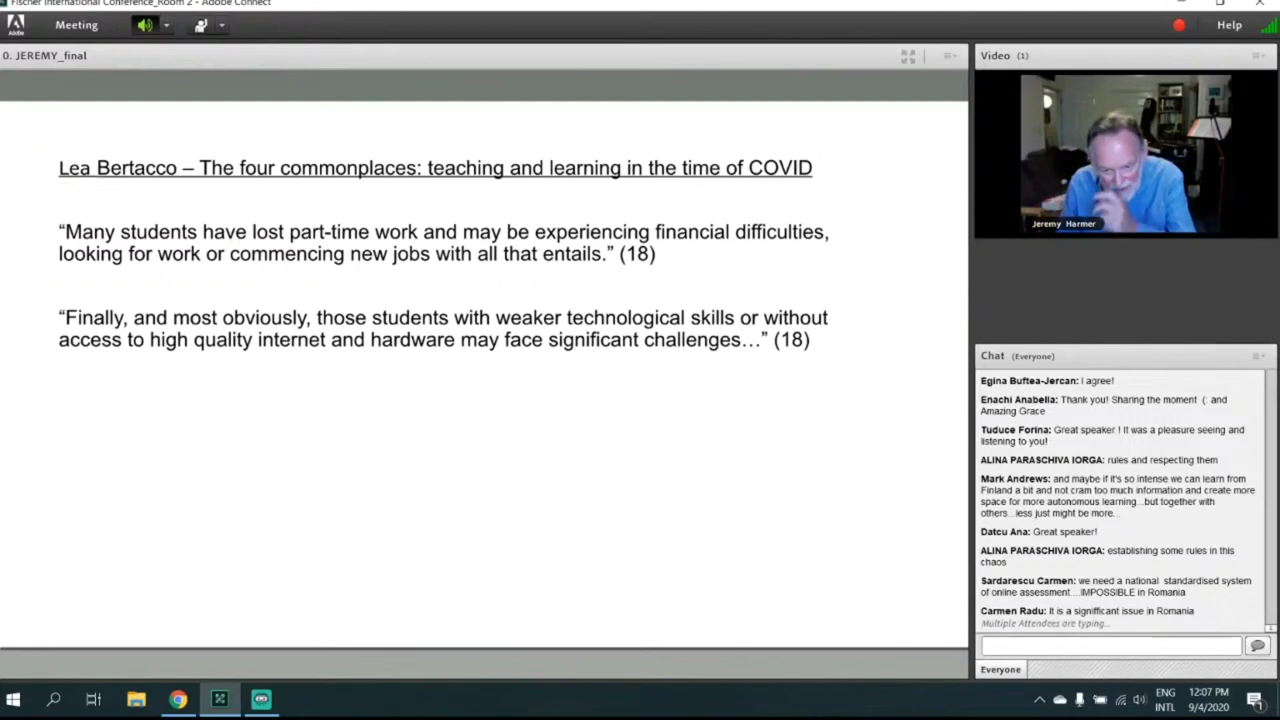 Fischer International Conference_Room 2 - Adobe Connect
Adobe
Meeting
Help
0. JEREMY_final
Video (1)
Lea Bertacco – The four commonplaces: teaching and learning in the time of COVID
“Many students have lost part-time work and may be experiencing financial difficulties,
looking for work or commencing new jobs with all that entails.” (18)
“Finally, and most obviously, those students with weaker technological skills or without
access to high quality internet and hardware may face significant challenges…” (18)
Jeremy Harmer
Chat (Everyone)
Egina Buftea-Jercan: I agree!
Enachi Anabella: Thank you! Sharing the moment (: and
Amazing Grace
Tuduce Forina: Great speaker ! It was a pleasure seeing and
listening to you!
ALINA PARASCHIVA IORGA: rules and respecting them
Mark Andrews: and maybe if it's so intense we can learn from
Finland a bit and not cram too much information and create more
space for more autonomous learning...but together with
others...less just might be more...
Datcu Ana: Great speaker!
ALINA PARASCHIVA IORGA: establishing some rules in this
chaos
Sardarescu Carmen: we need a national standardised system
of online assessment....IMPOSSIBLE in Romania
Carmen Radu: It is a signifficant issue in Romania
Multiple Attendees are typing...
Everyone
ENG
INTL
12:07 PM
9/4/2020
1